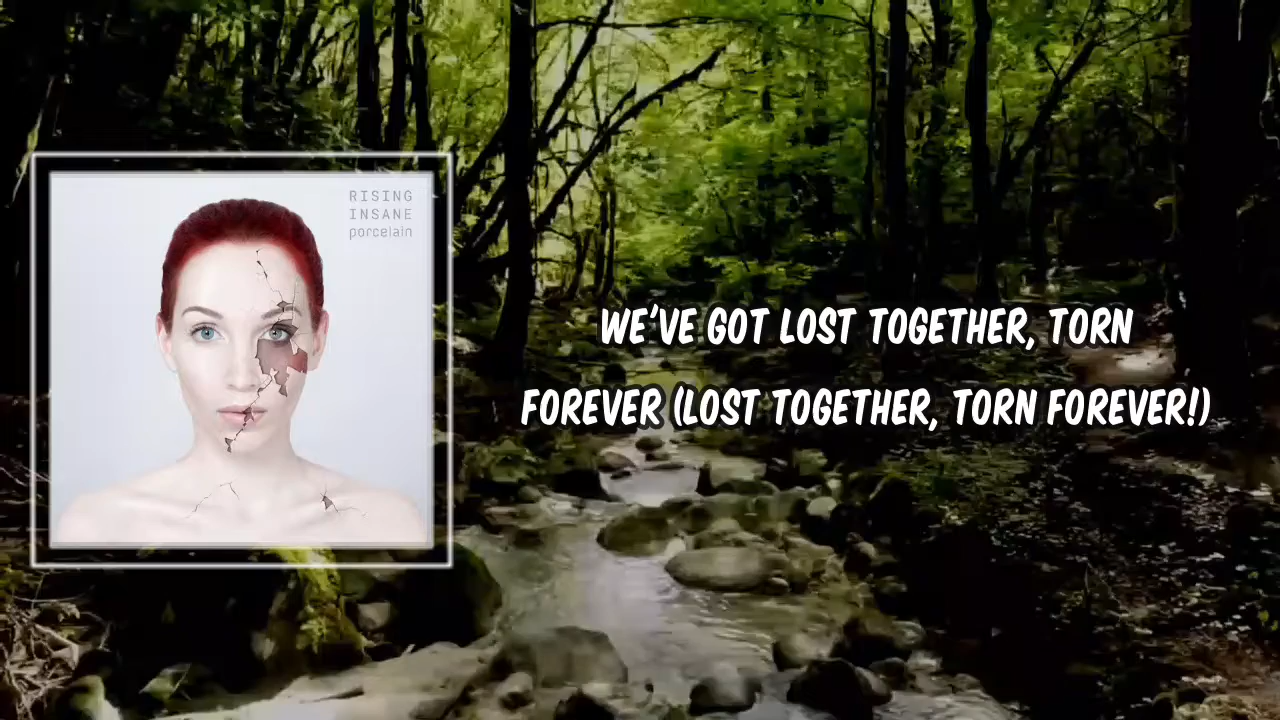 RISING
INSANE
porcelain
WE'VE GOT LOST TOGETHER, TORN
FOREVER (LOST TOGETHER, TORN FOREVER!)